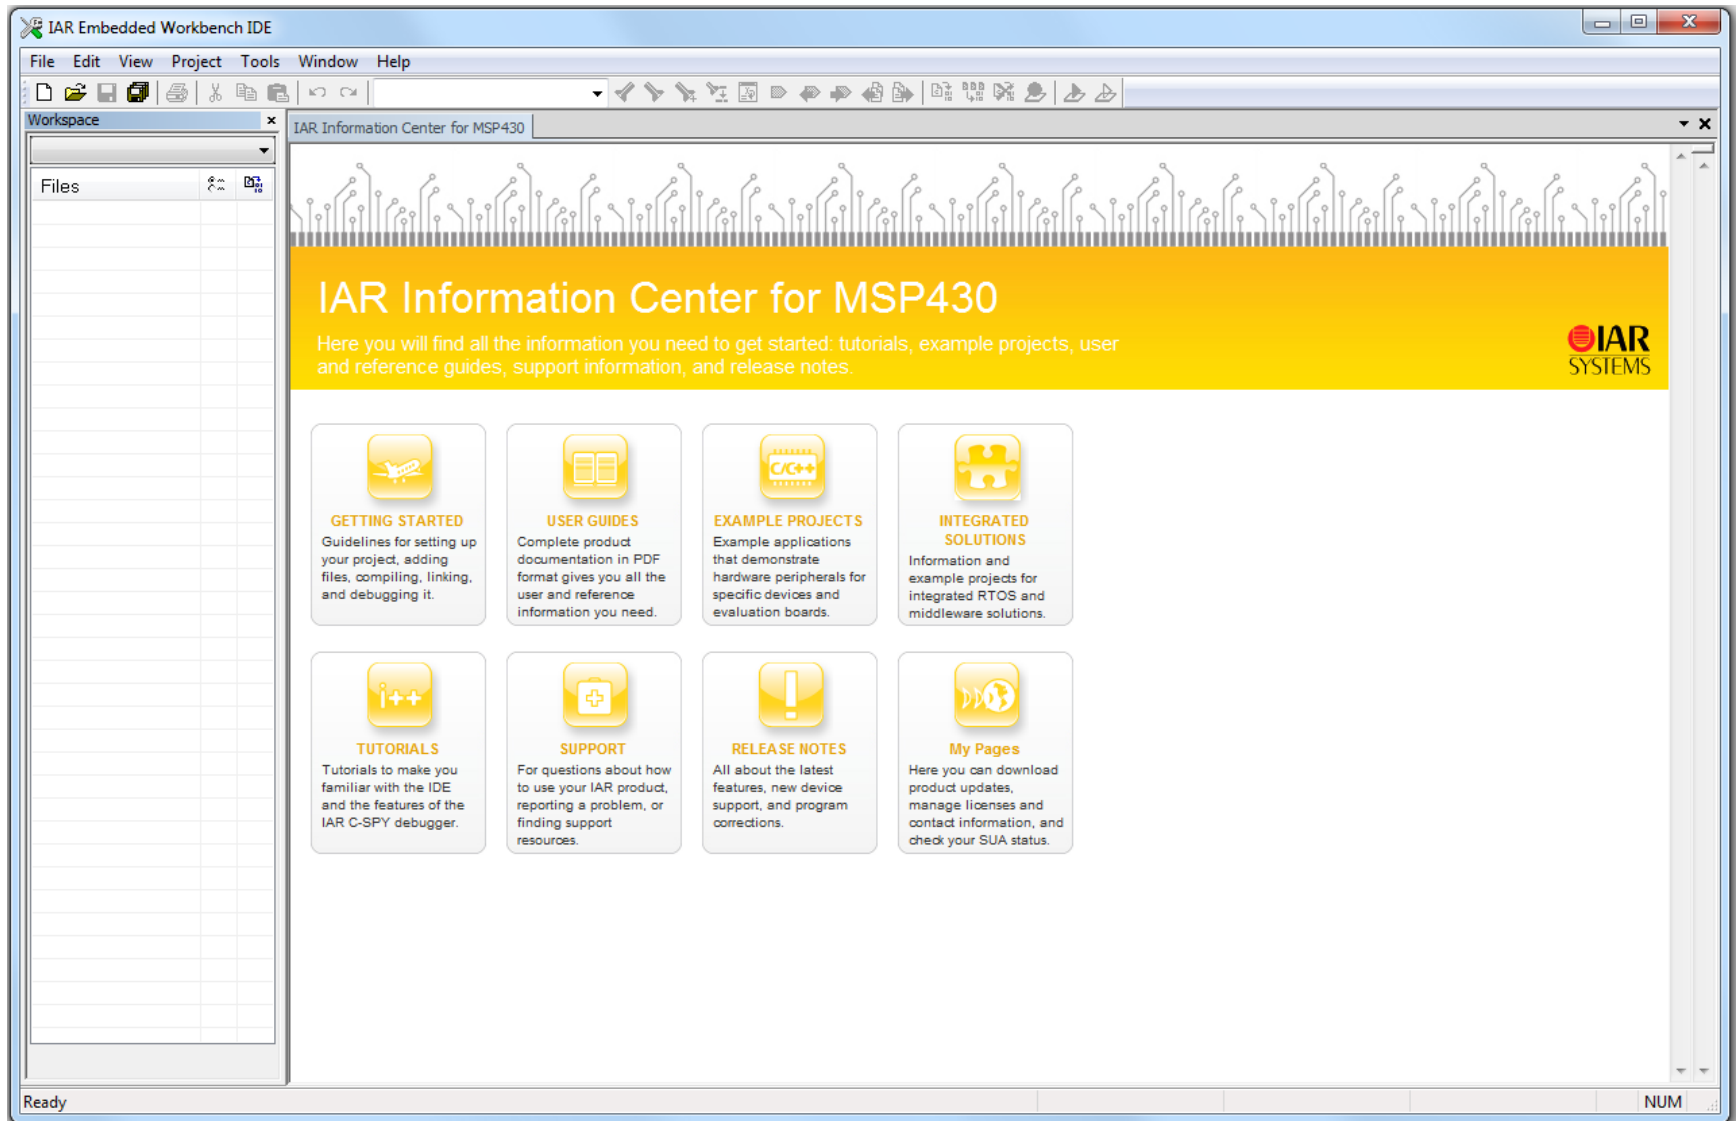 IAR Embedded Workbench IDE
File Edit View Project Tools Window Help
Workspace
IAR Information Center for MSP430
Files
IAR Information Center for MSP430
Here you will find all the information you need to get started: tutorials, example projects, user
and reference guides, support information, and release notes.
IAR
SYSTEMS
C/C++
GETTING STARTED
Guidelines for setting up
your project, adding
files, compiling, linking,
and debugging it.
USER GUIDES
Complete product
documentation in PDF
format gives you all the
user and reference
information you need.
EXAMPLE PROJECTS
Example applications
that demonstrate
hardware peripherals for
specific devices and
evaluation boards.
INTEGRATED
SOLUTIONS
Information and
example projects for
integrated RTOS and
middleware solutions.
i++
TUTORIALS
Tutorials to make you
familiar with the IDE
and the features of the
IAR C-SPY debugger.
SUPPORT
For questions about how
to use your IAR product,
reporting a problem, or
finding support
resources.
RELEASE NOTES
All about the latest
features, new device
support, and program
corrections.
My Pages
Here you can download
product updates,
manage licenses and
contact information, and
check your SUA status.
Ready
NUM